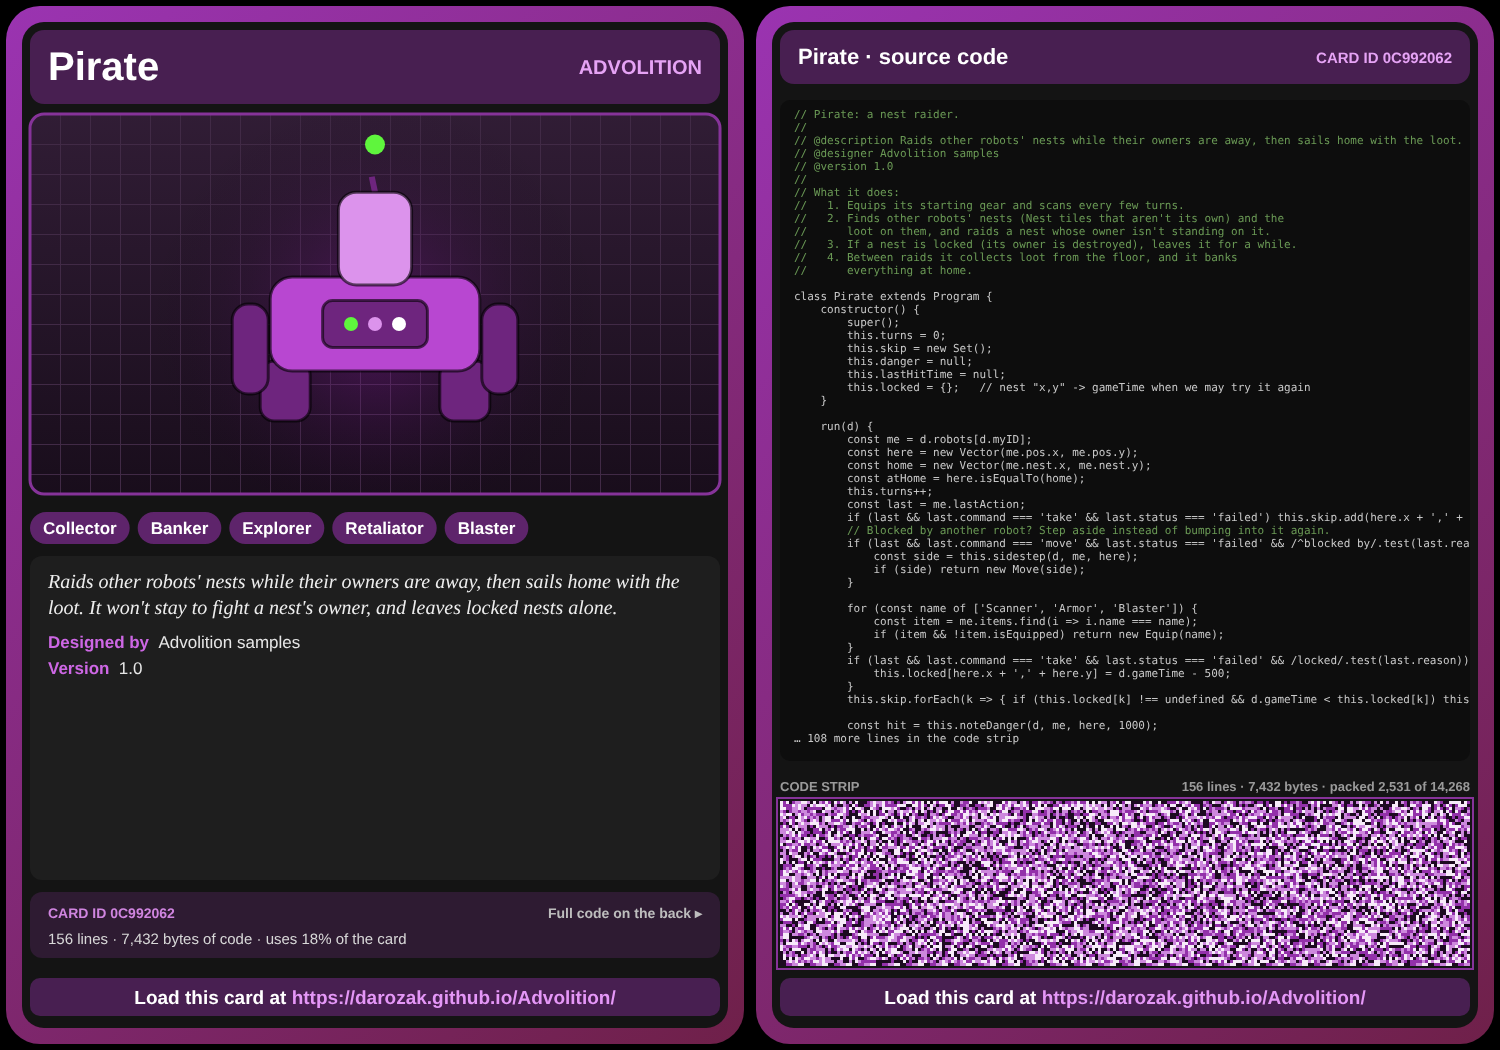 Pirate
ADVOLITION
Collector Banker Explorer Retaliator Blaster
Raids other robots' nests while their owners are away, then sails home with the
loot. It won't stay to fight a nest's owner, and leaves locked nests alone.
Designed by Advolition samples
Version 1.0
CARD ID 0C992062
Full code on the back ▸
156 lines · 7,432 bytes of code · uses 18% of the card
Load this card at https://darozak.github.io/Advolition/
Pirate · source code
CARD ID 0C992062
// Pirate: a nest raider.
//
// @description Raids other robots' nests while their owners are away, then sails home with the loot.
// @designer Advolition samples
// @version 1.0
//
// What it does:
//   1. Equips its starting gear and scans every few turns.
//   2. Finds other robots' nests (Nest tiles that aren't its own) and the
//      loot on them, and raids a nest whose owner isn't standing on it.
//   3. If a nest is locked (its owner is destroyed), leaves it for a while.
//   4. Between raids it collects loot from the floor, and it banks
//      everything at home.
class Pirate extends Program {
    constructor() {
        super();
        this.turns = 0;
        this.skip = new Set();
        this.danger = null;
        this.lastHitTime = null;
        this.locked = {};   // nest "x,y" -> gameTime when we may try it again
    }
    run(d) {
        const me = d.robots[d.myID];
        const here = new Vector(me.pos.x, me.pos.y);
        const home = new Vector(me.nest.x, me.nest.y);
        const atHome = here.isEqualTo(home);
        this.turns++;
        const last = me.lastAction;
        if (last && last.command === 'take' && last.status === 'failed') this.skip.add(here.x + ',' +
        // Blocked by another robot? Step aside instead of bumping into it again.
        if (last && last.command === 'move' && last.status === 'failed' && /^blocked by/.test(last.rea
            const side = this.sidestep(d, me, here);
            if (side) return new Move(side);
        }
        for (const name of ['Scanner', 'Armor', 'Blaster']) {
            const item = me.items.find(i => i.name === name);
            if (item && !item.isEquipped) return new Equip(name);
        }
        if (last && last.command === 'take' && last.status === 'failed' && /locked/.test(last.reason))
            this.locked[here.x + ',' + here.y] = d.gameTime - 500;
        }
        this.skip.forEach(k => { if (this.locked[k] !== undefined && d.gameTime < this.locked[k]) this
        const hit = this.noteDanger(d, me, here, 1000);
… 108 more lines in the code strip
CODE STRIP
156 lines · 7,432 bytes · packed 2,531 of 14,268
Load this card at https://darozak.github.io/Advolition/